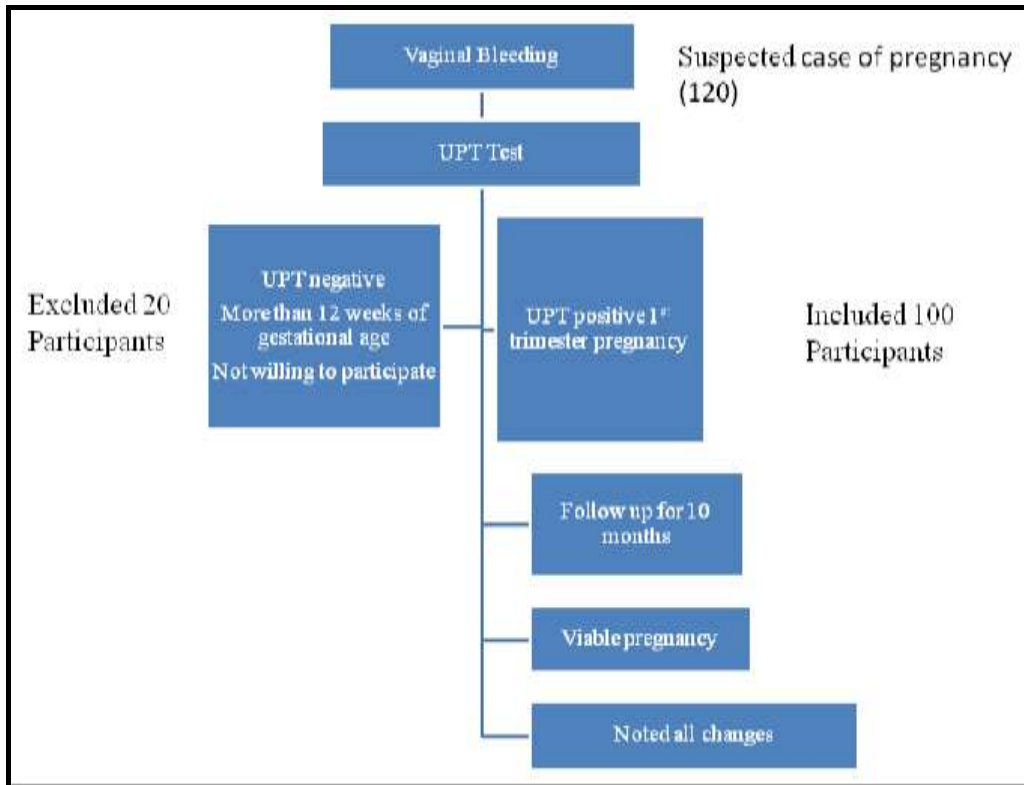 Vaginal Bleeding
Suspected case of pregnancy
(120)
UPT Test
Excluded 20
Participants
UPT negative
More than 12 weeks of
gestational age
Not willing to participate
UPT positive 1st
trimester pregnancy
Included 100
Participants
Follow up for 10
months
Viable pregnancy
Noted all changes